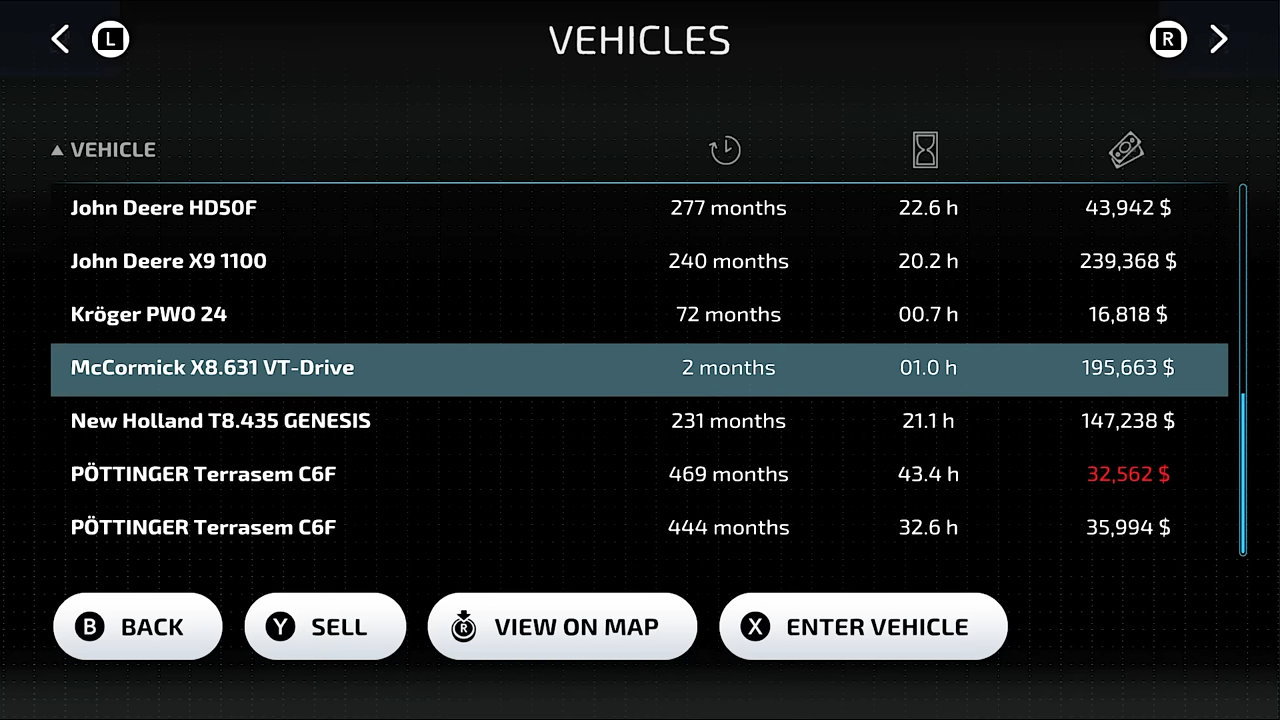 L VEHICLES R
VEHICLE
John Deere HD50F 277 months 22.6 h 43,942 $
John Deere X9 1100 240 months 20.2 h 239,368 $
Kröger PWO 24 72 months 00.7 h 16,818 $
McCormick X8.631 VT-Drive 2 months 01.0 h 195,663 $
New Holland T8.435 GENESIS 231 months 21.1 h 147,238 $
PÖTTINGER Terrasem C6F 469 months 43.4 h 32,562 $
PÖTTINGER Terrasem C6F 444 months 32.6 h 35,994 $
B BACK Y SELL R VIEW ON MAP X ENTER VEHICLE